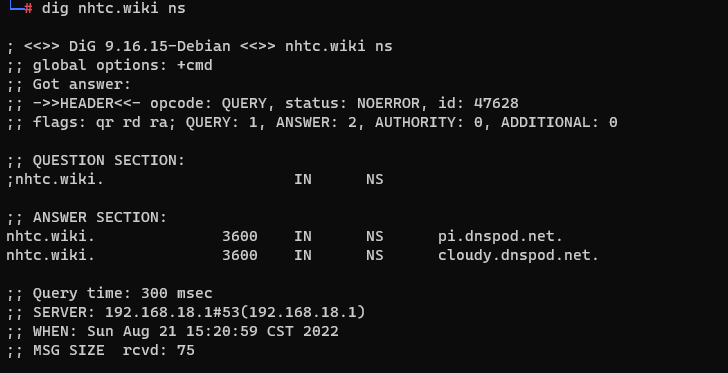 └─# dig nhtc.wiki ns

; <<>> DiG 9.16.15-Debian <<>> nhtc.wiki ns
;; global options: +cmd
;; Got answer:
;; ->>HEADER<<- opcode: QUERY, status: NOERROR, id: 47628
;; flags: qr rd ra; QUERY: 1, ANSWER: 2, AUTHORITY: 0, ADDITIONAL: 0

;; QUESTION SECTION:
;nhtc.wiki.                     IN      NS

;; ANSWER SECTION:
nhtc.wiki.              3600    IN      NS      pi.dnspod.net.
nhtc.wiki.              3600    IN      NS      cloudy.dnspod.net.

;; Query time: 300 msec
;; SERVER: 192.168.18.1#53(192.168.18.1)
;; WHEN: Sun Aug 21 15:20:59 CST 2022
;; MSG SIZE  rcvd: 75